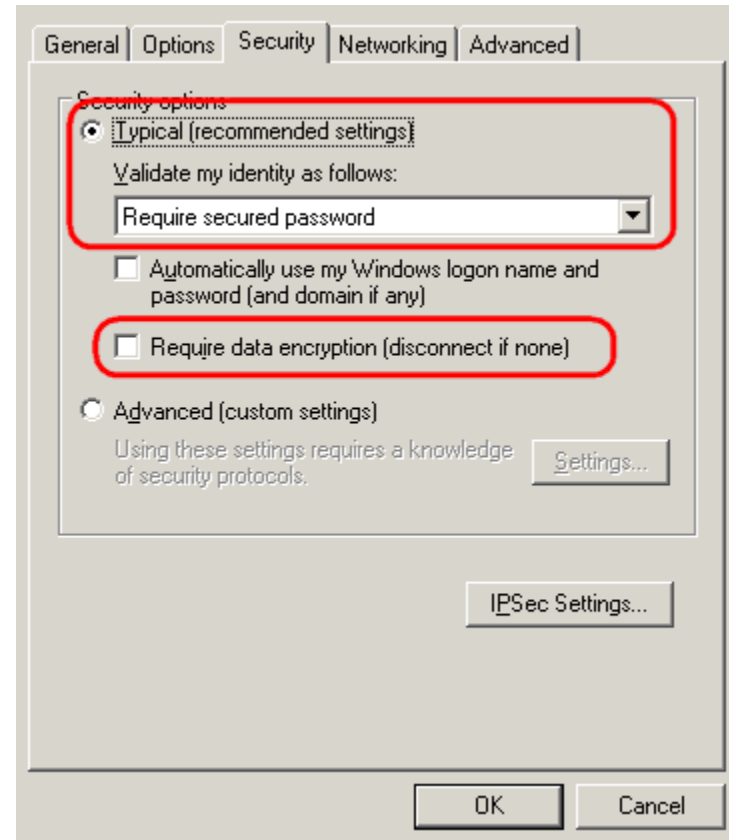 General Options Security Networking Advanced
Security options
Typical (recommended settings)
Validate my identity as follows:
Require secured password
Automatically use my Windows logon name and
password (and domain if any)
Require data encryption (disconnect if none)
Advanced (custom settings)
Using these settings requires a knowledge
of security protocols.
Settings...
IPSec Settings...
OK Cancel